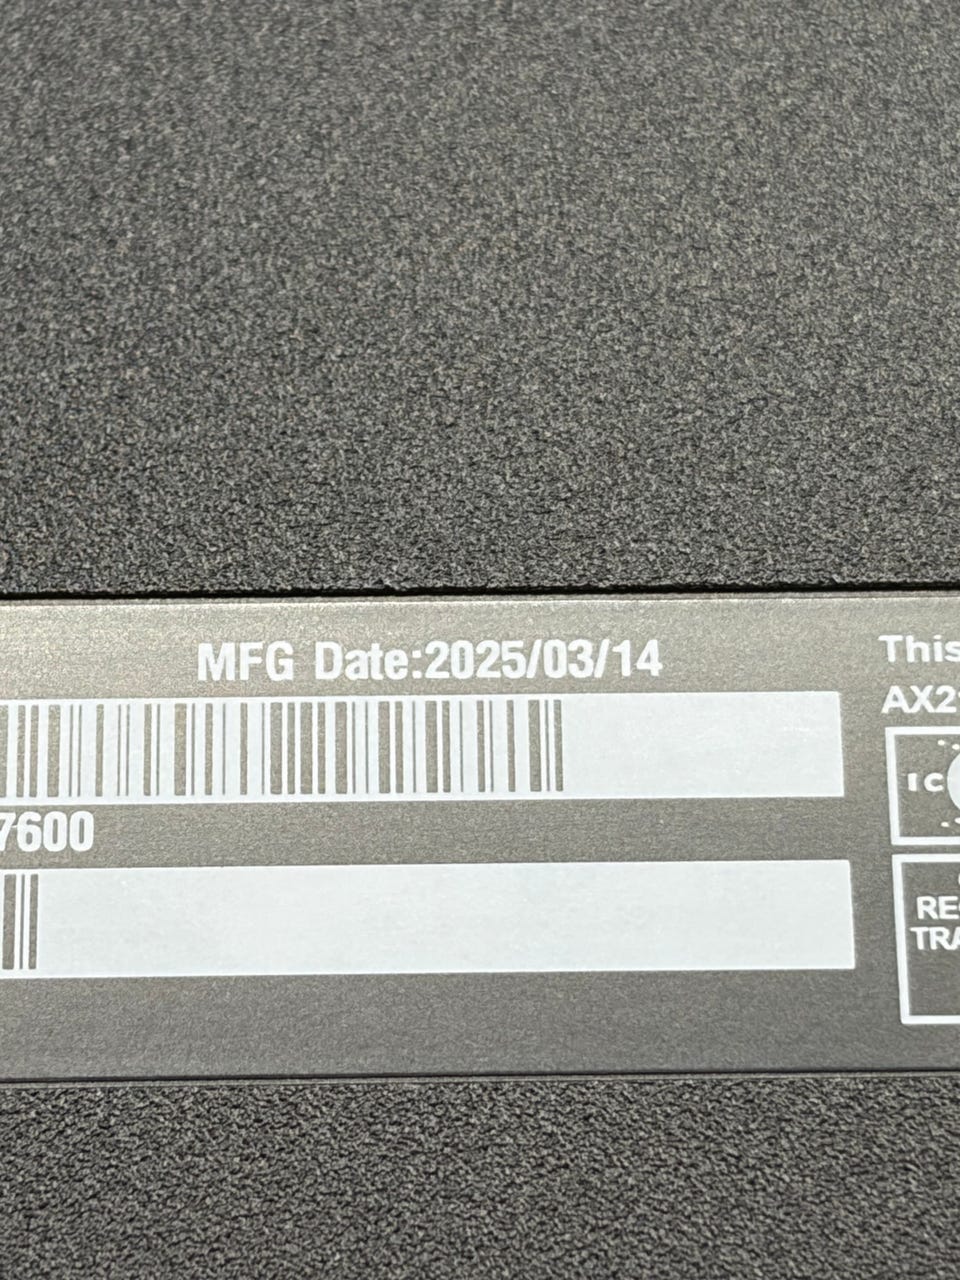 MFG Date:2025/03/14
7600
This
AX2
IC
RE
TRA